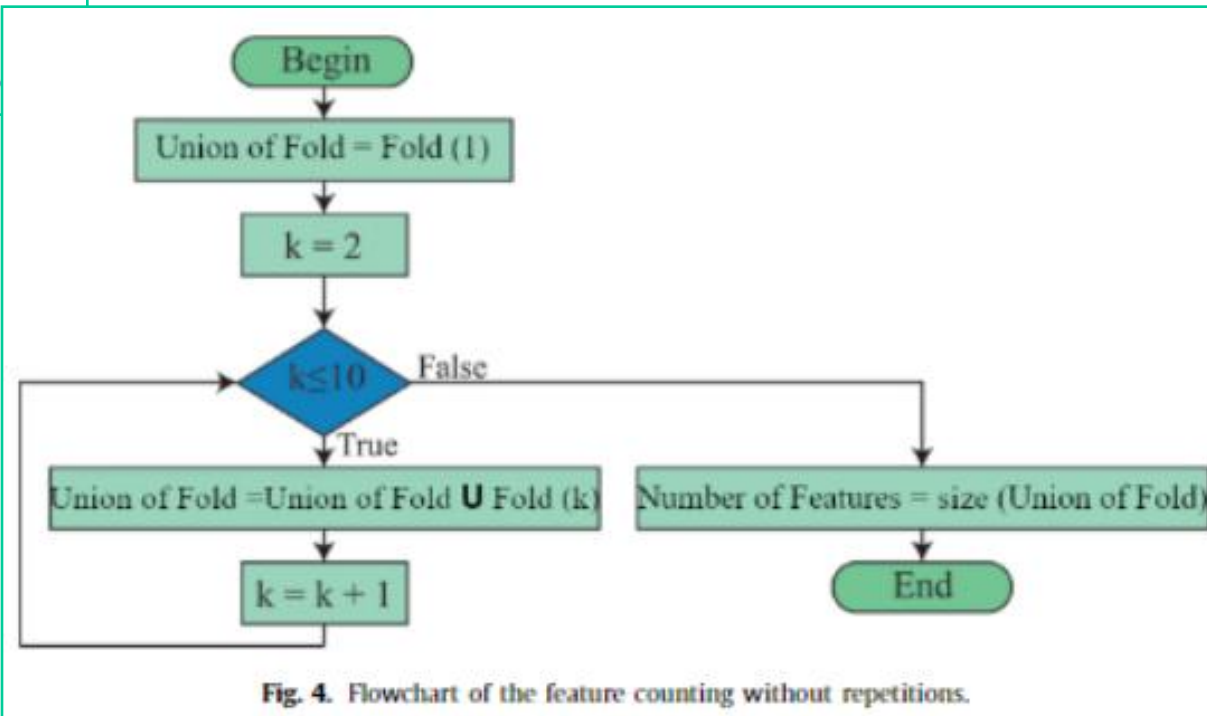 Begin
Union of Fold = Fold (1)
k = 2
k≤10
False
True
Union of Fold =Union of Fold U Fold (k)
Number of Features = size (Union of Fold)
k = k + 1
End
Fig. 4. Flowchart of the feature counting without repetitions.